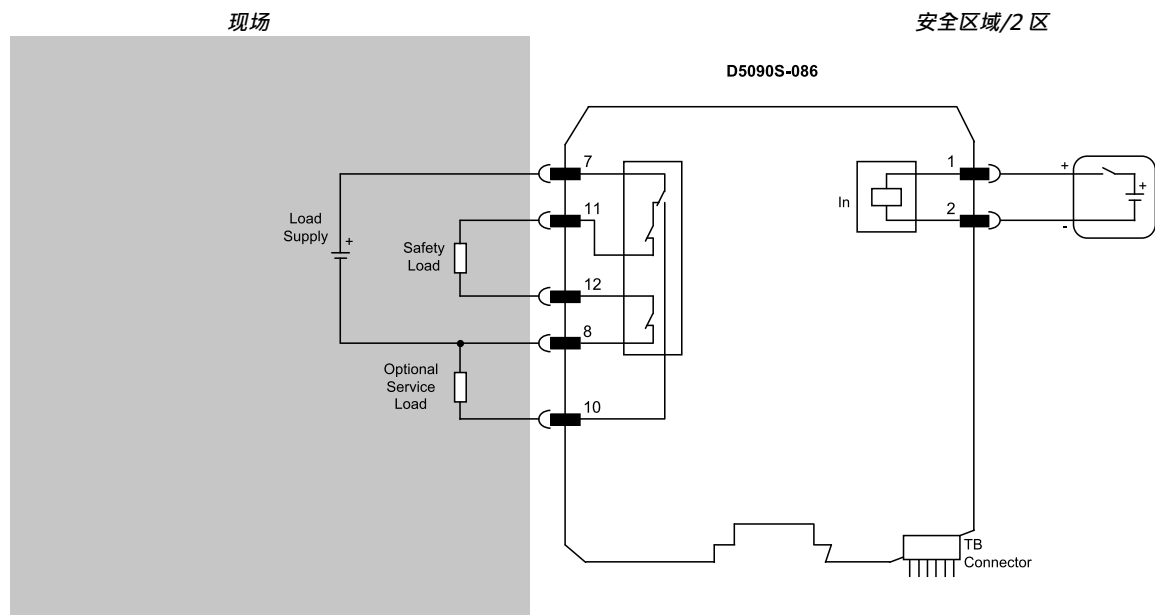 现场
安全区域/2 区
D5090S-086
7
11
12
8
10
Load
Supply
+
Safety
Load
Optional
Service
Load
In
1
2
+
-
+
TB
Connector